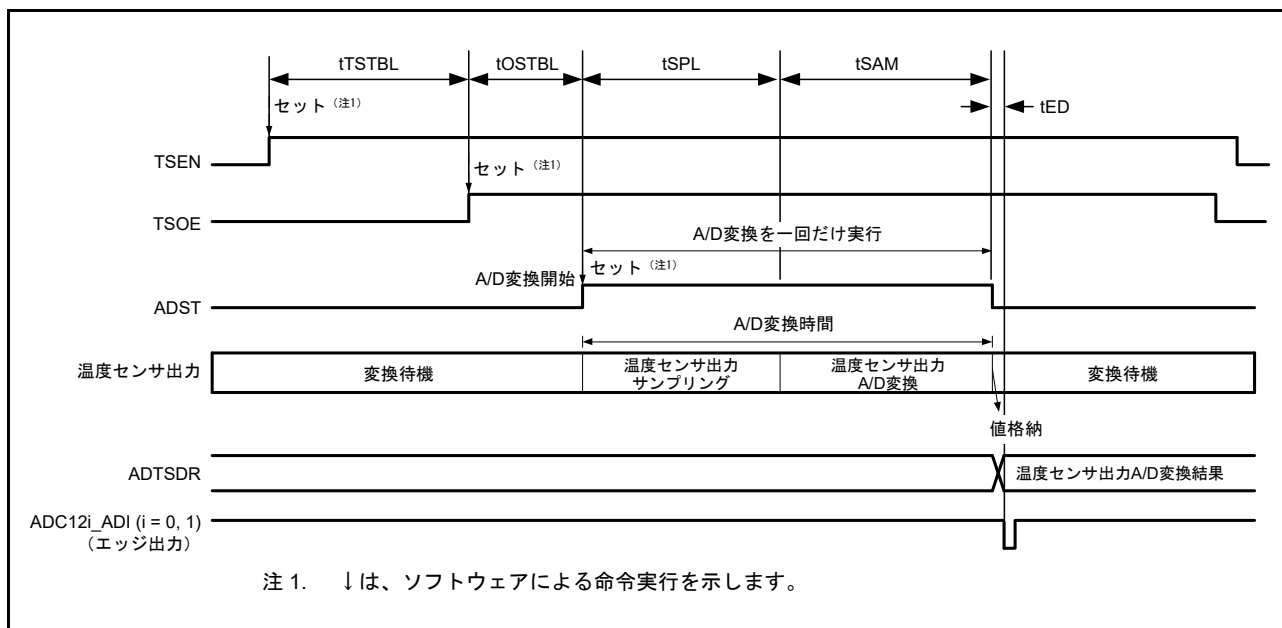 tTSTBL tOSTBL tSPL tSAM
tED
セット（注1）
TSEN
セット（注1）
TSOE
A/D変換を一回だけ実行
A/D変換開始 セット（注1）
ADST
A/D変換時間
温度センサ出力 変換待機 温度センサ出力 温度センサ出力 変換待機
サンプリング A/D変換
値格納
ADTSDR 温度センサ出力A/D変換結果
ADC12i_ADI (i = 0, 1)
（エッジ出力）
注 1. ↓は、ソフトウェアによる命令実行を示します。